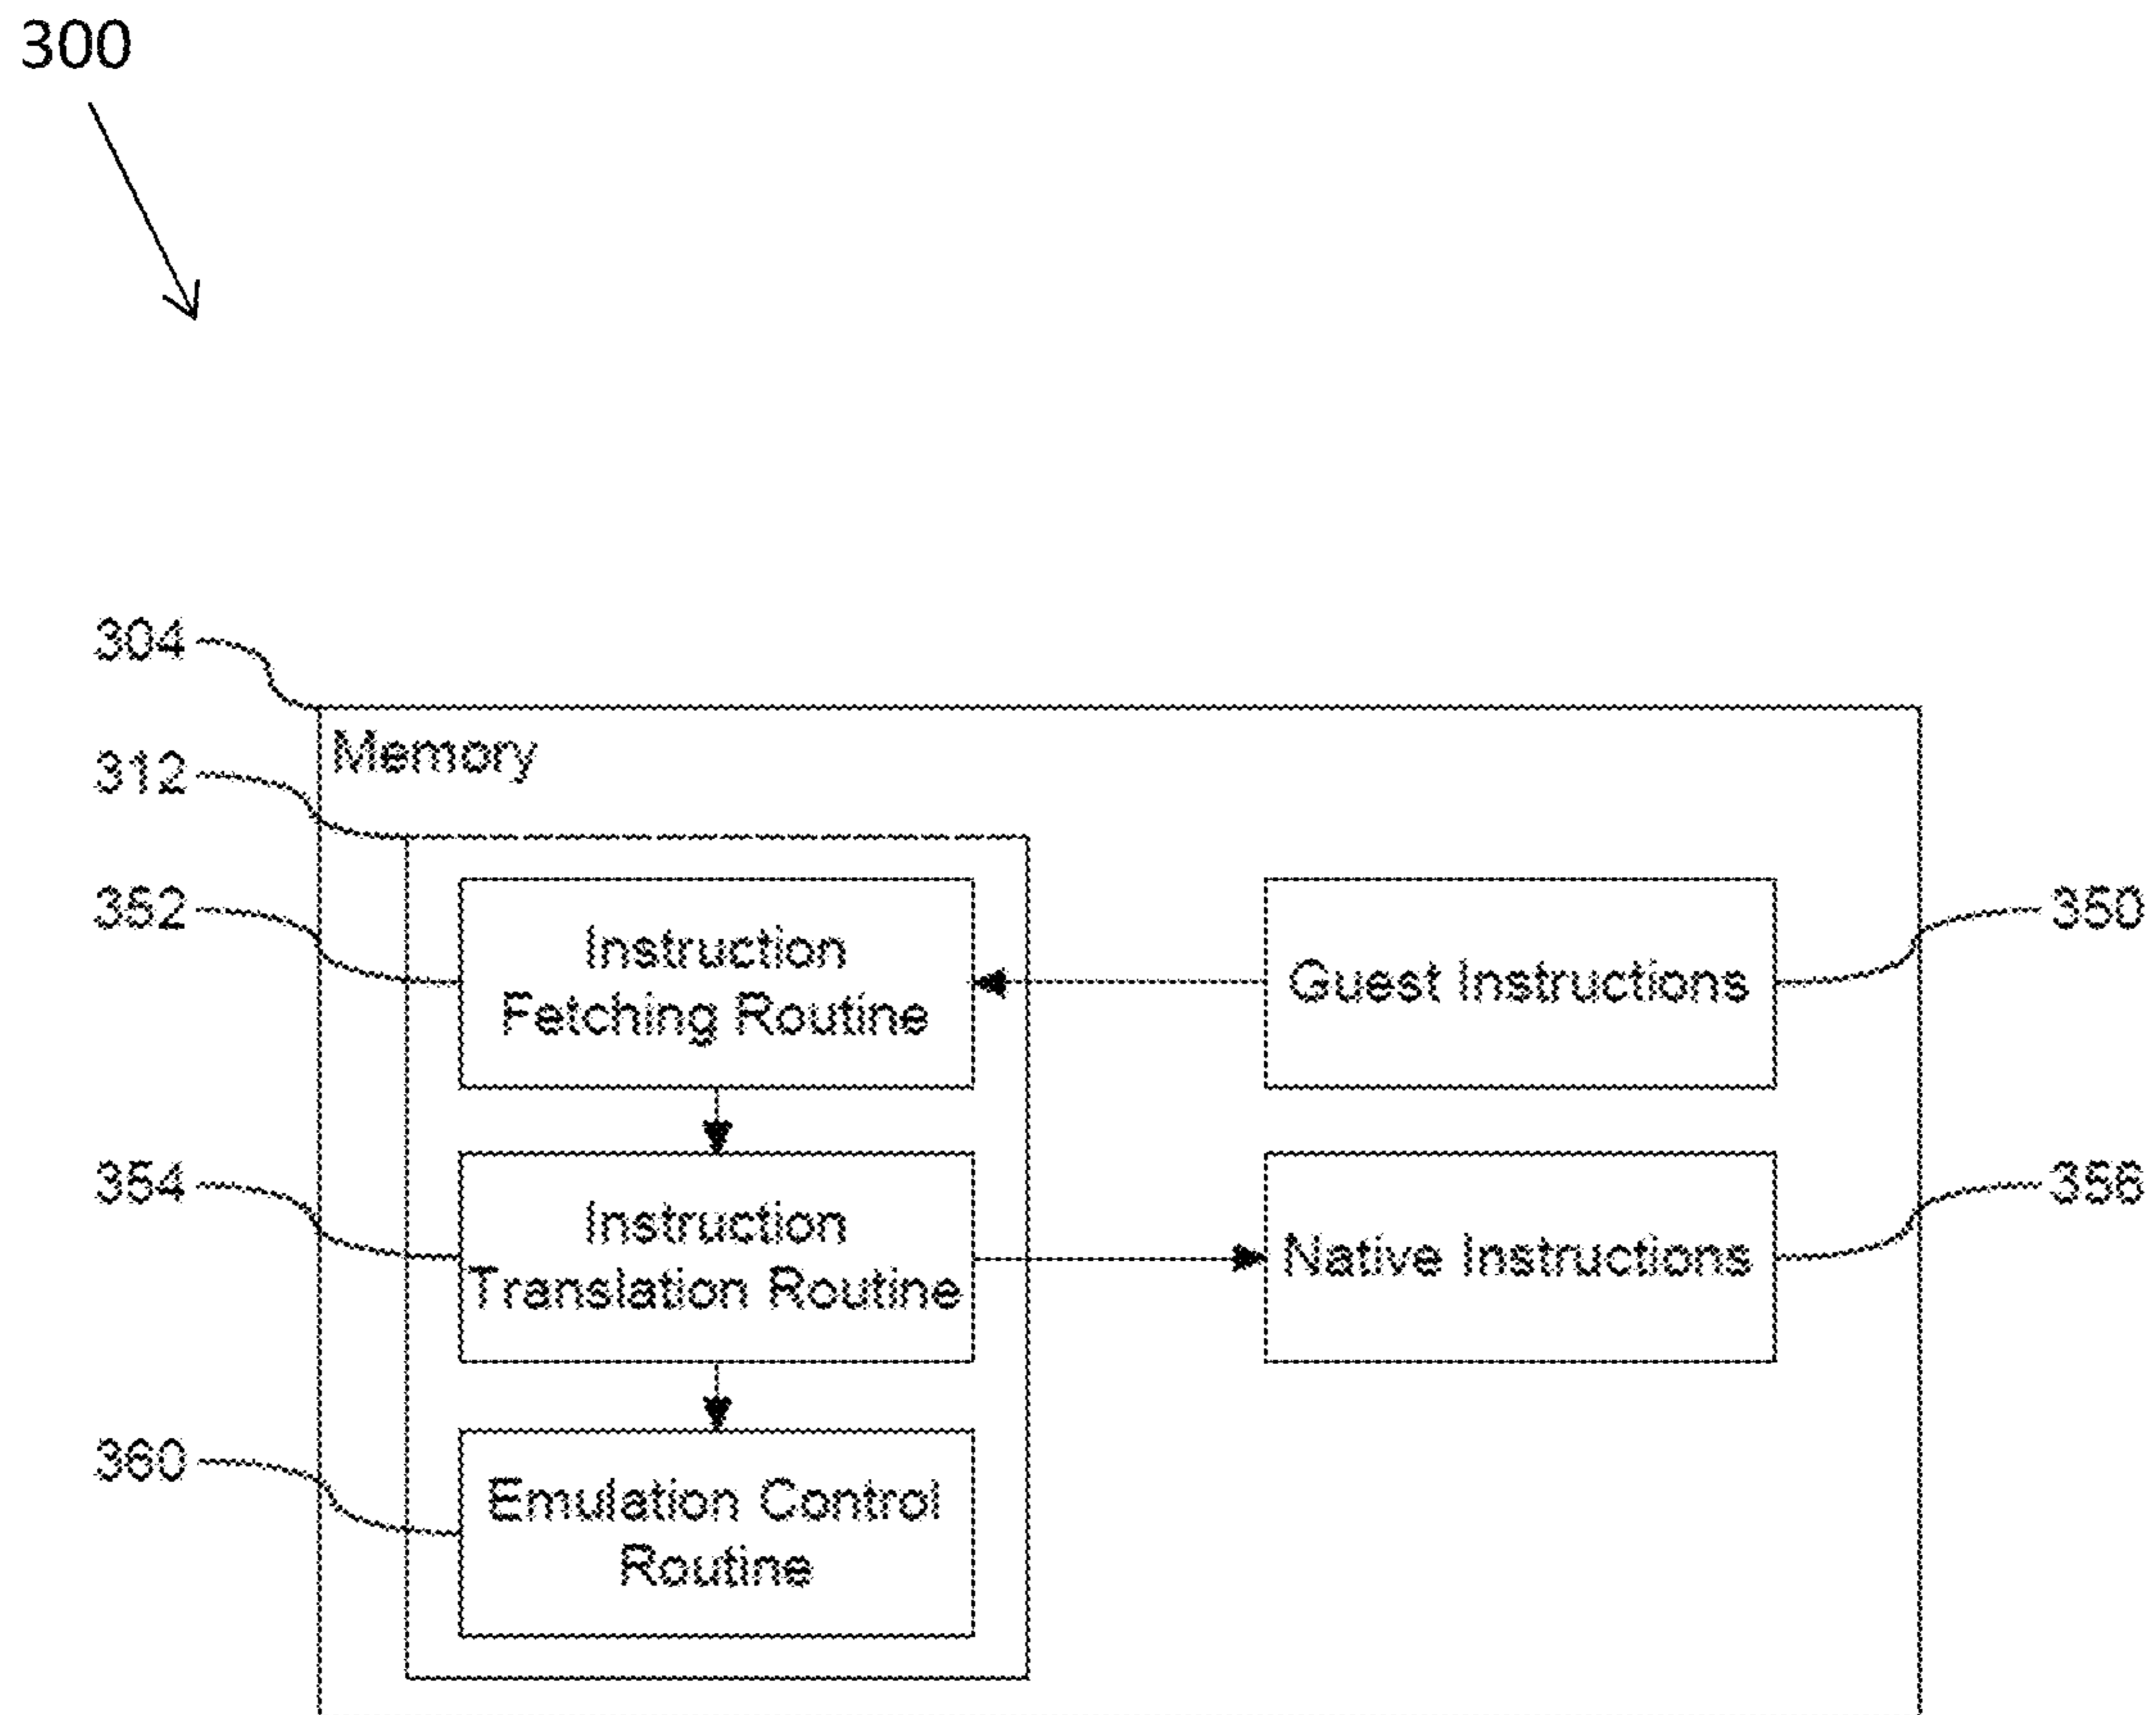 300
304
Memory
312
352
Instruction
Fetching Routine
Guest Instructions
350
354
Instruction
Translation Routine
Native Instructions
356
360
Emulation Control
Routine